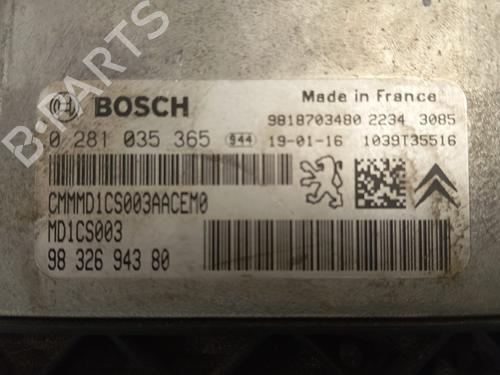 B-PARTS
BOSCH
Made in France
9818703480 2234 3085
0 281 035 365 944 19-01-16 1039T35516
CMMMD1CS003AACEM0
MD1CS003
98 326 943 80